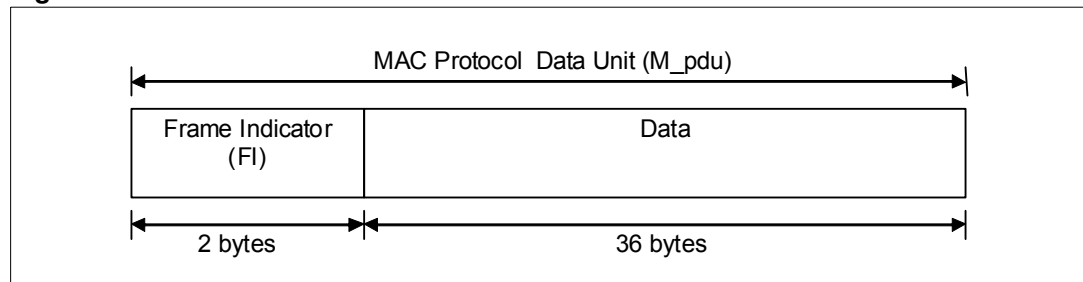 MAC Protocol Data Unit (M_pdu)
Frame Indicator
(FI)
Data
2 bytes
36 bytes